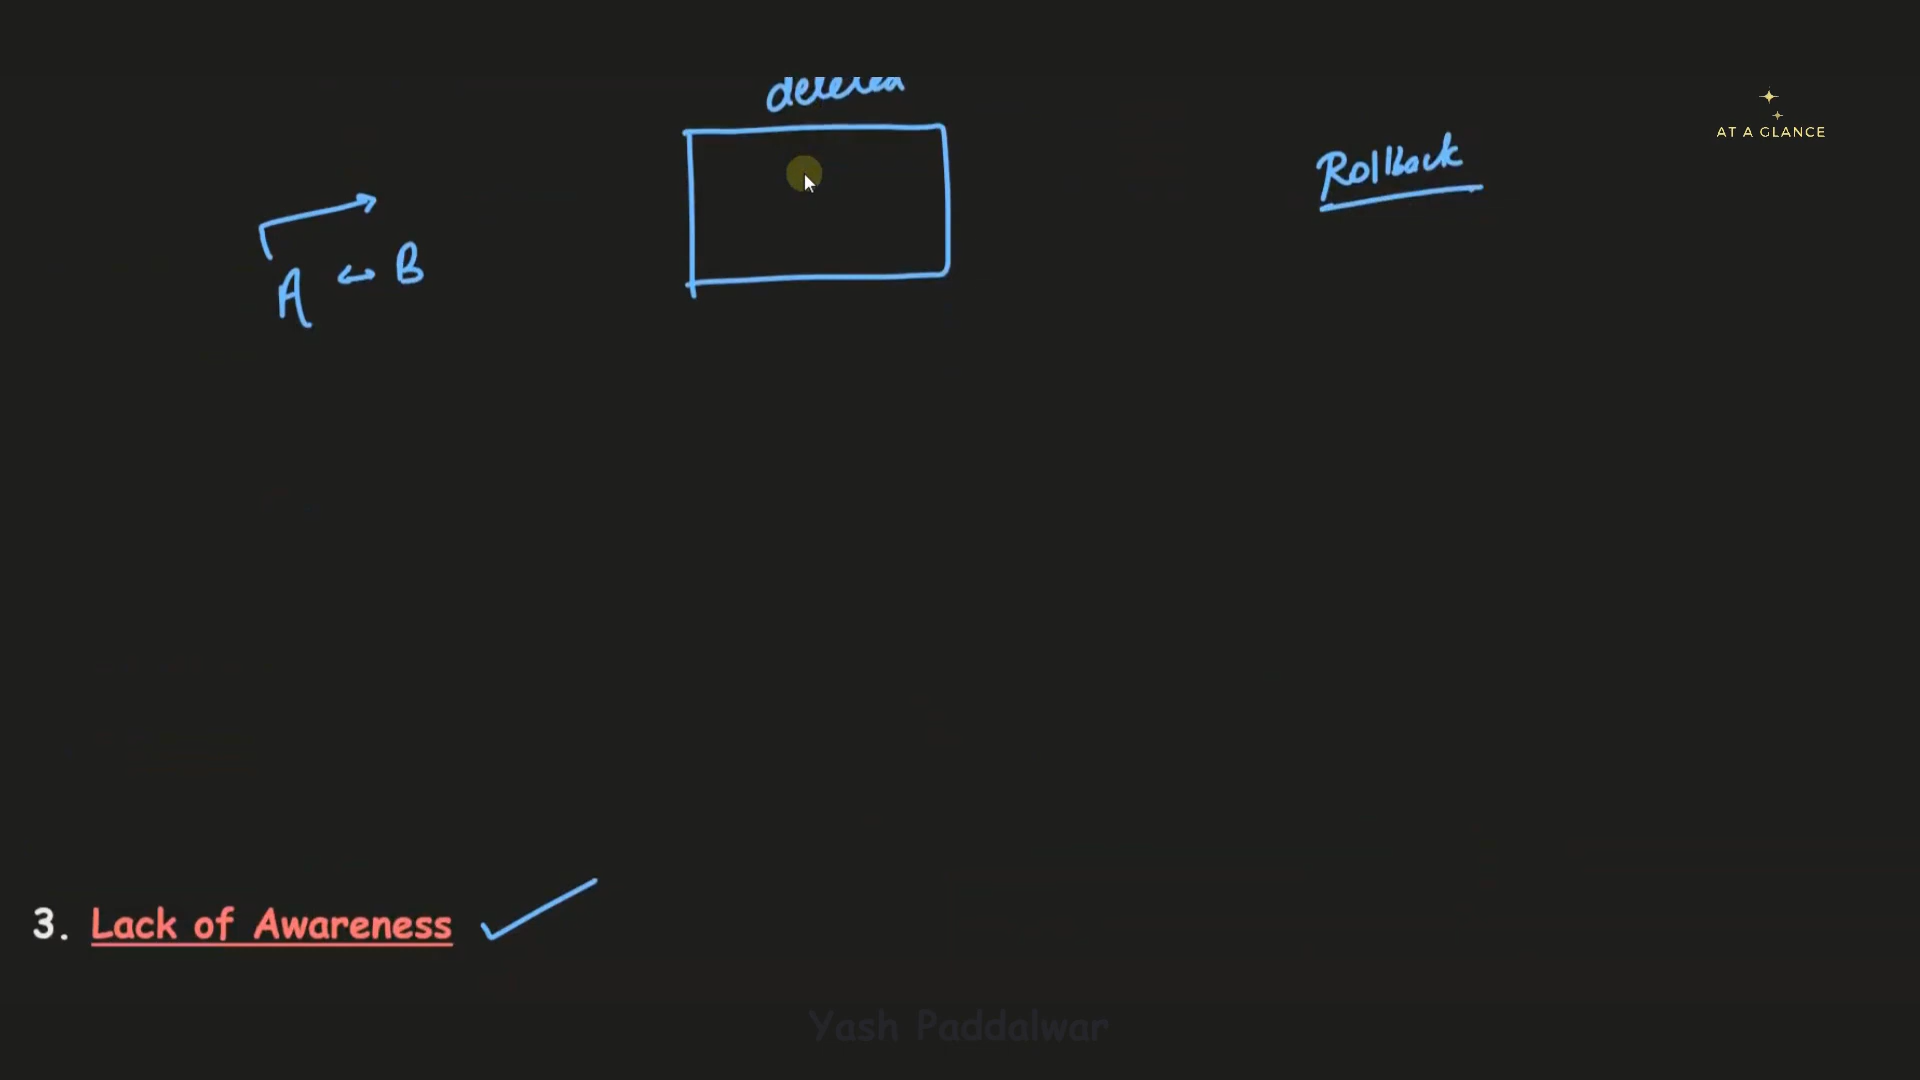 deleted
AT A GLANCE
Rollback
A ↔ B
3. Lack of Awareness
Yash Paddalwar